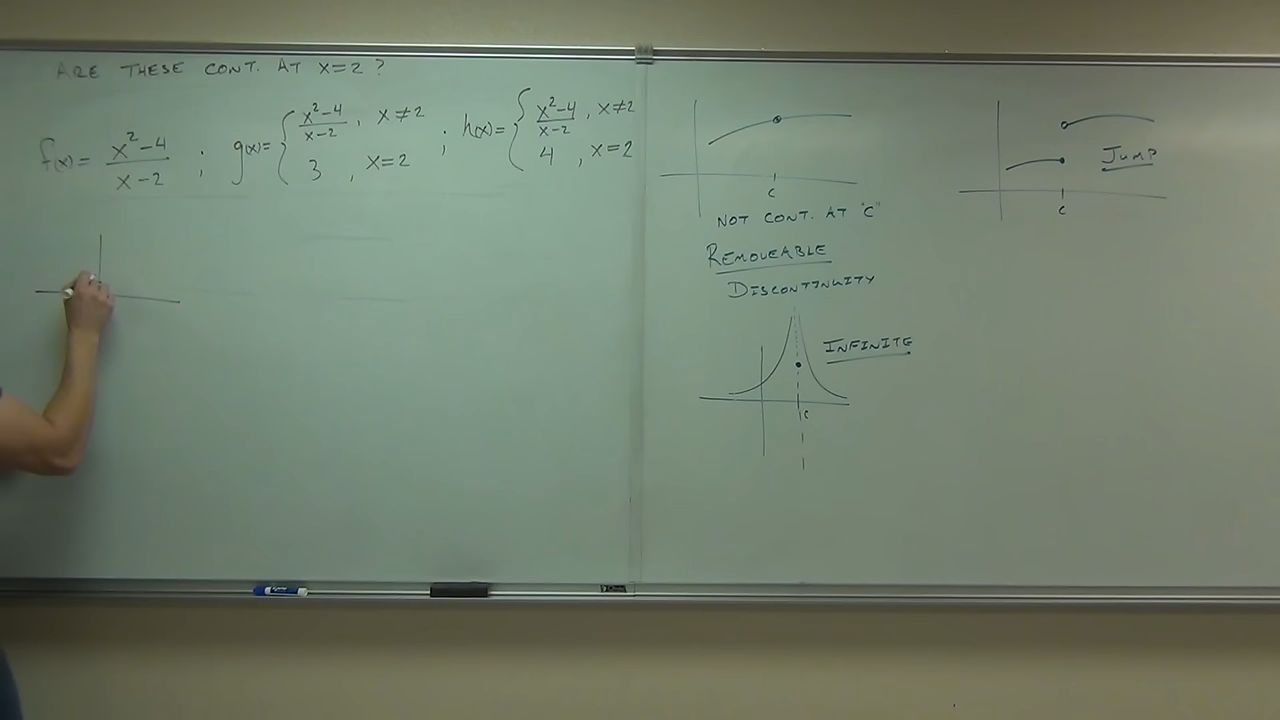 ARE THESE CONT. AT X=2?
f(x) = x²-4 / x-2 ; g(x) = { x²-4 / x-2 , x≠2 ; h(x) = { x²-4 / x-2 , x≠2
3 , x=2
4 , x=2
c
NOT CONT. AT "C"
REMOVEABLE
DISCONTINUITY
INFINITE
c
JUMP
c